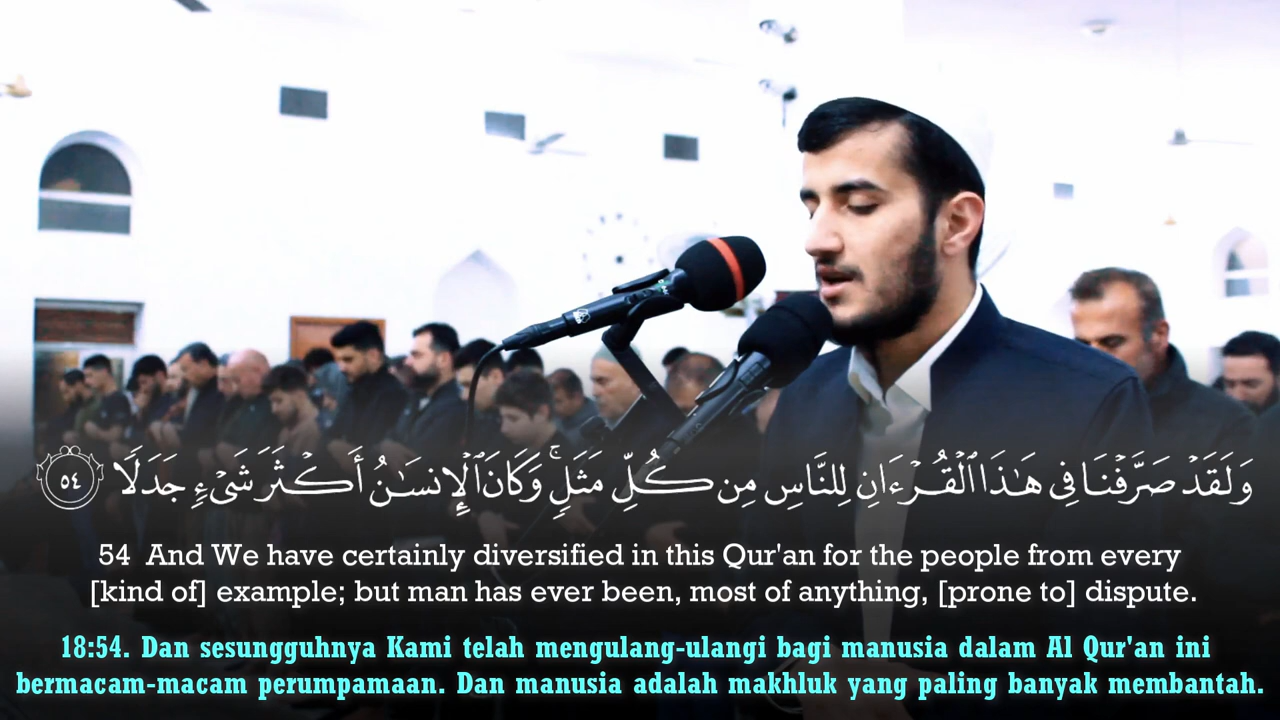 وَلَقَدْ صَرَّفْنَا فِى هَـٰذَا ٱلْقُرْءَانِ لِلنَّاسِ مِن كُلِّ مَثَلٍۢ ۚ وَكَانَ ٱلْإِنسَـٰنُ أَكْثَرَ شَىْءٍۢ جَدَلًا ٥٤
54 And We have certainly diversified in this Qur'an for the people from every
[kind of] example; but man has ever been, most of anything, [prone to] dispute.
18:54. Dan sesungguhnya Kami telah mengulang-ulangi bagi manusia dalam Al Qur'an ini
bermacam-macam perumpamaan. Dan manusia adalah makhluk yang paling banyak membantah.